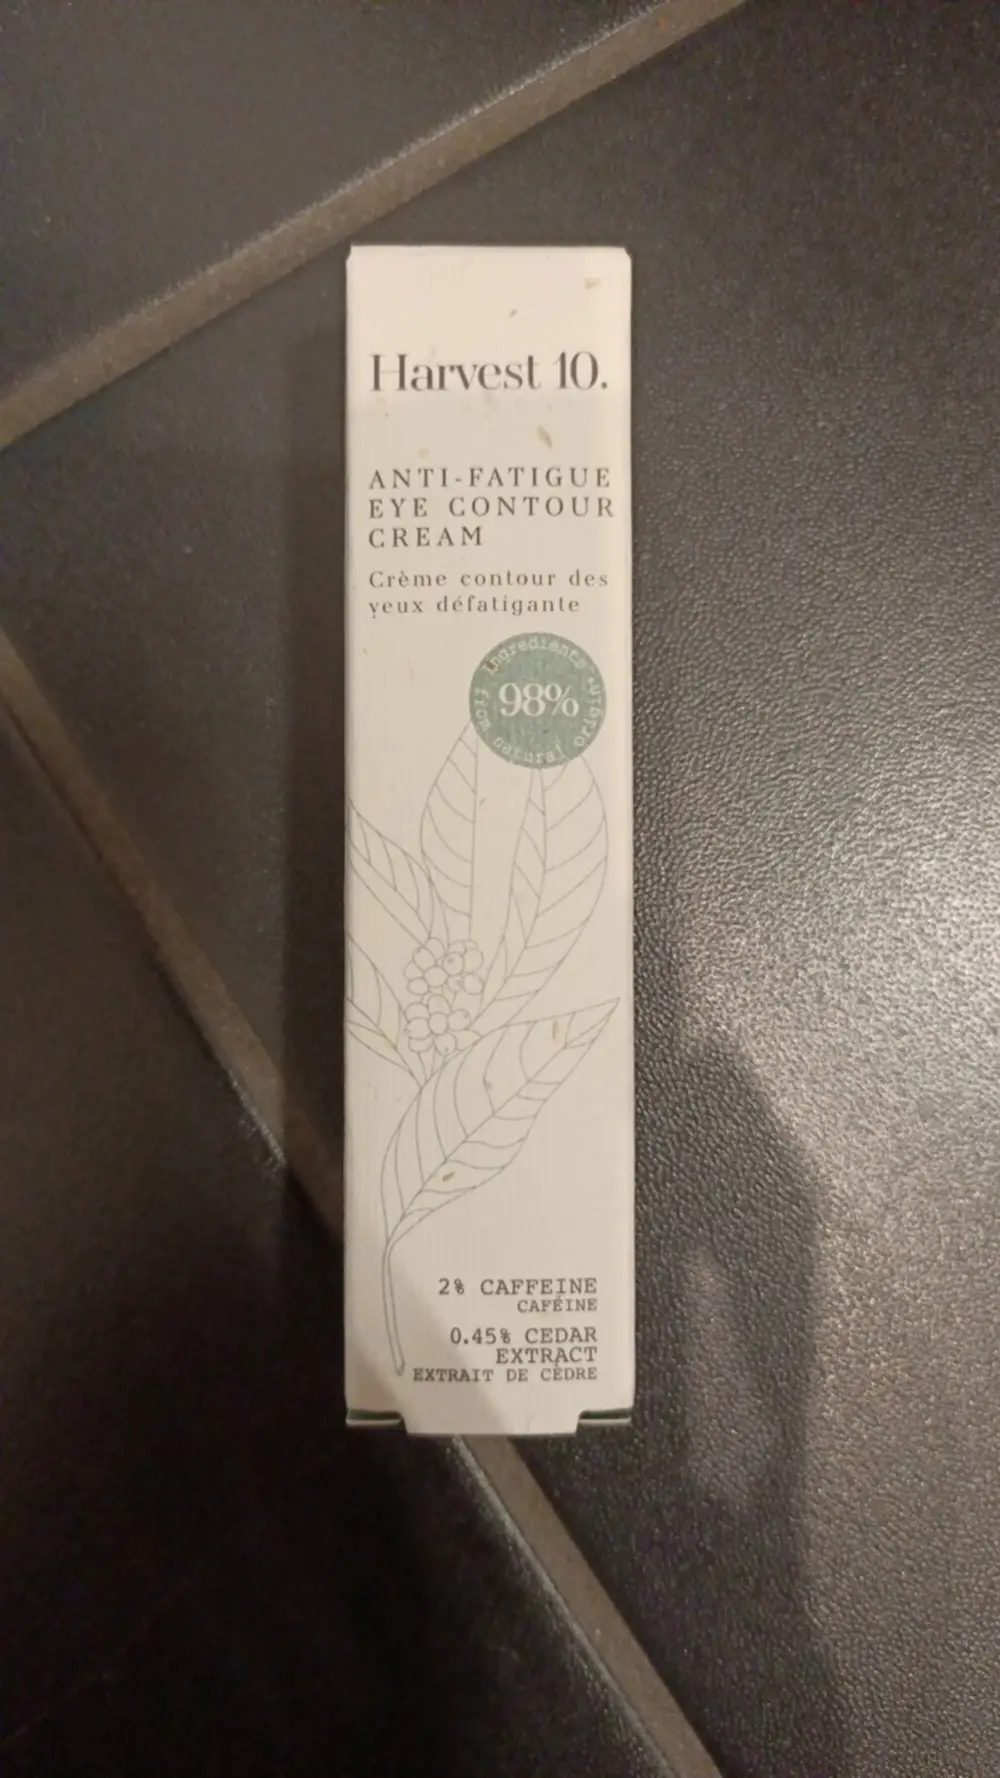 Harvest 10.
ANTI-FATIGUE
EYE CONTOUR
CREAM
Crème contour des
yeux défatigante
Ingredients
98%
from natural origin
2% CAFFEINE
CAFÉINE
0.45% CEDAR
EXTRACT
EXTRAIT DE CÈDRE